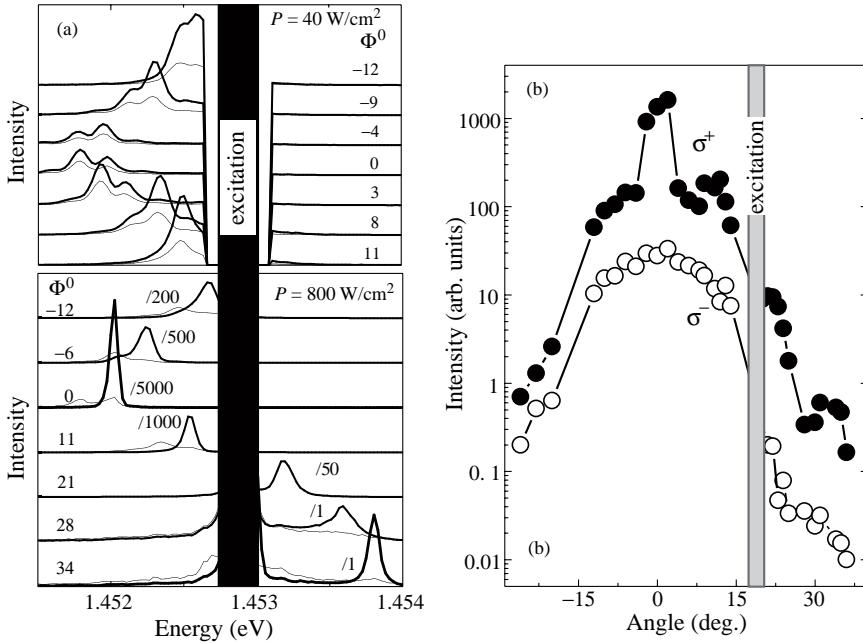 (a)
P = 40 W/cm²
Φ⁰
−12
−9
−4
0
3
8
11
excitation
Intensity
Φ⁰
P = 800 W/cm²
−12
/200
−6
/500
0
/5000
11
/1000
21
/50
28
/1
34
/1
Intensity
1.452
1.453
1.454
Energy (eV)
(b)
1000
100
10
1
0.1
0.01
σ⁺
σ⁻
excitation
Intensity (arb. units)
(b)
−15
0
15
30
Angle (deg.)